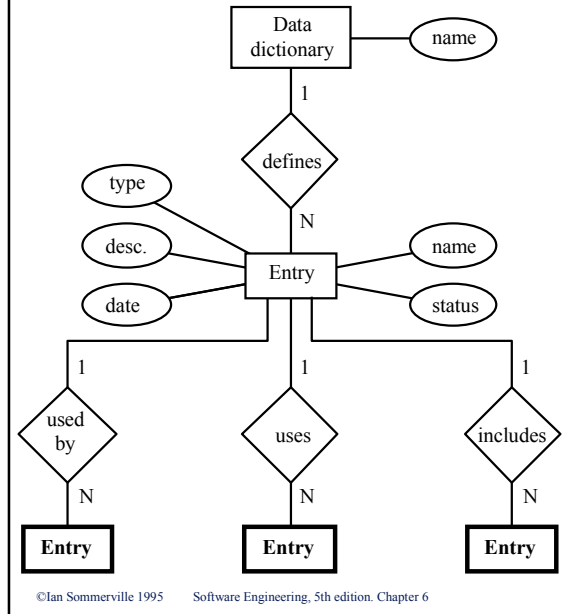 Data
dictionary
name
1
defines
N
type
desc.
date
Entry
name
status
1
1
1
used
by
uses
includes
N
N
N
Entry
Entry
Entry
©Ian Sommerville 1995 Software Engineering, 5th edition. Chapter 6